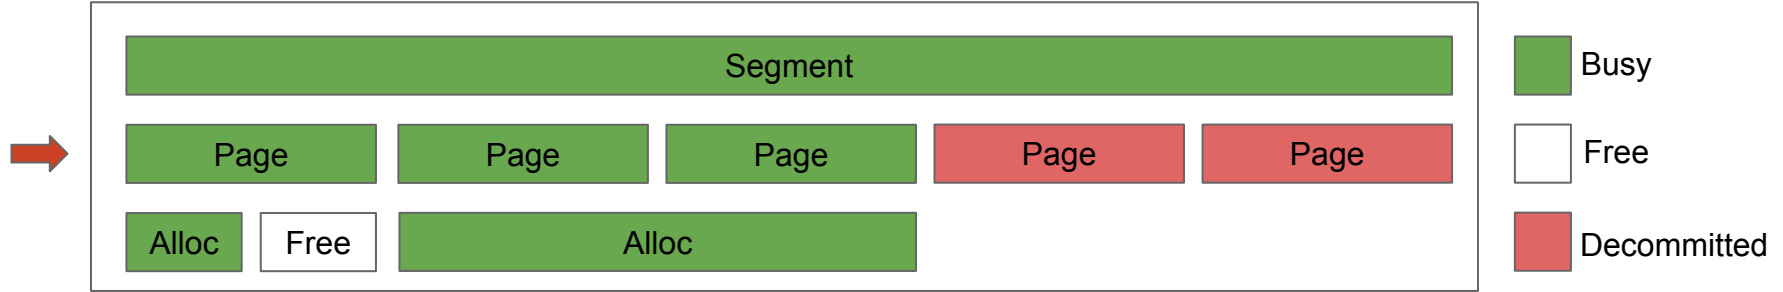 Segment
Busy
Page Page Page Page Page
Free
Alloc Free Alloc
Decommitted